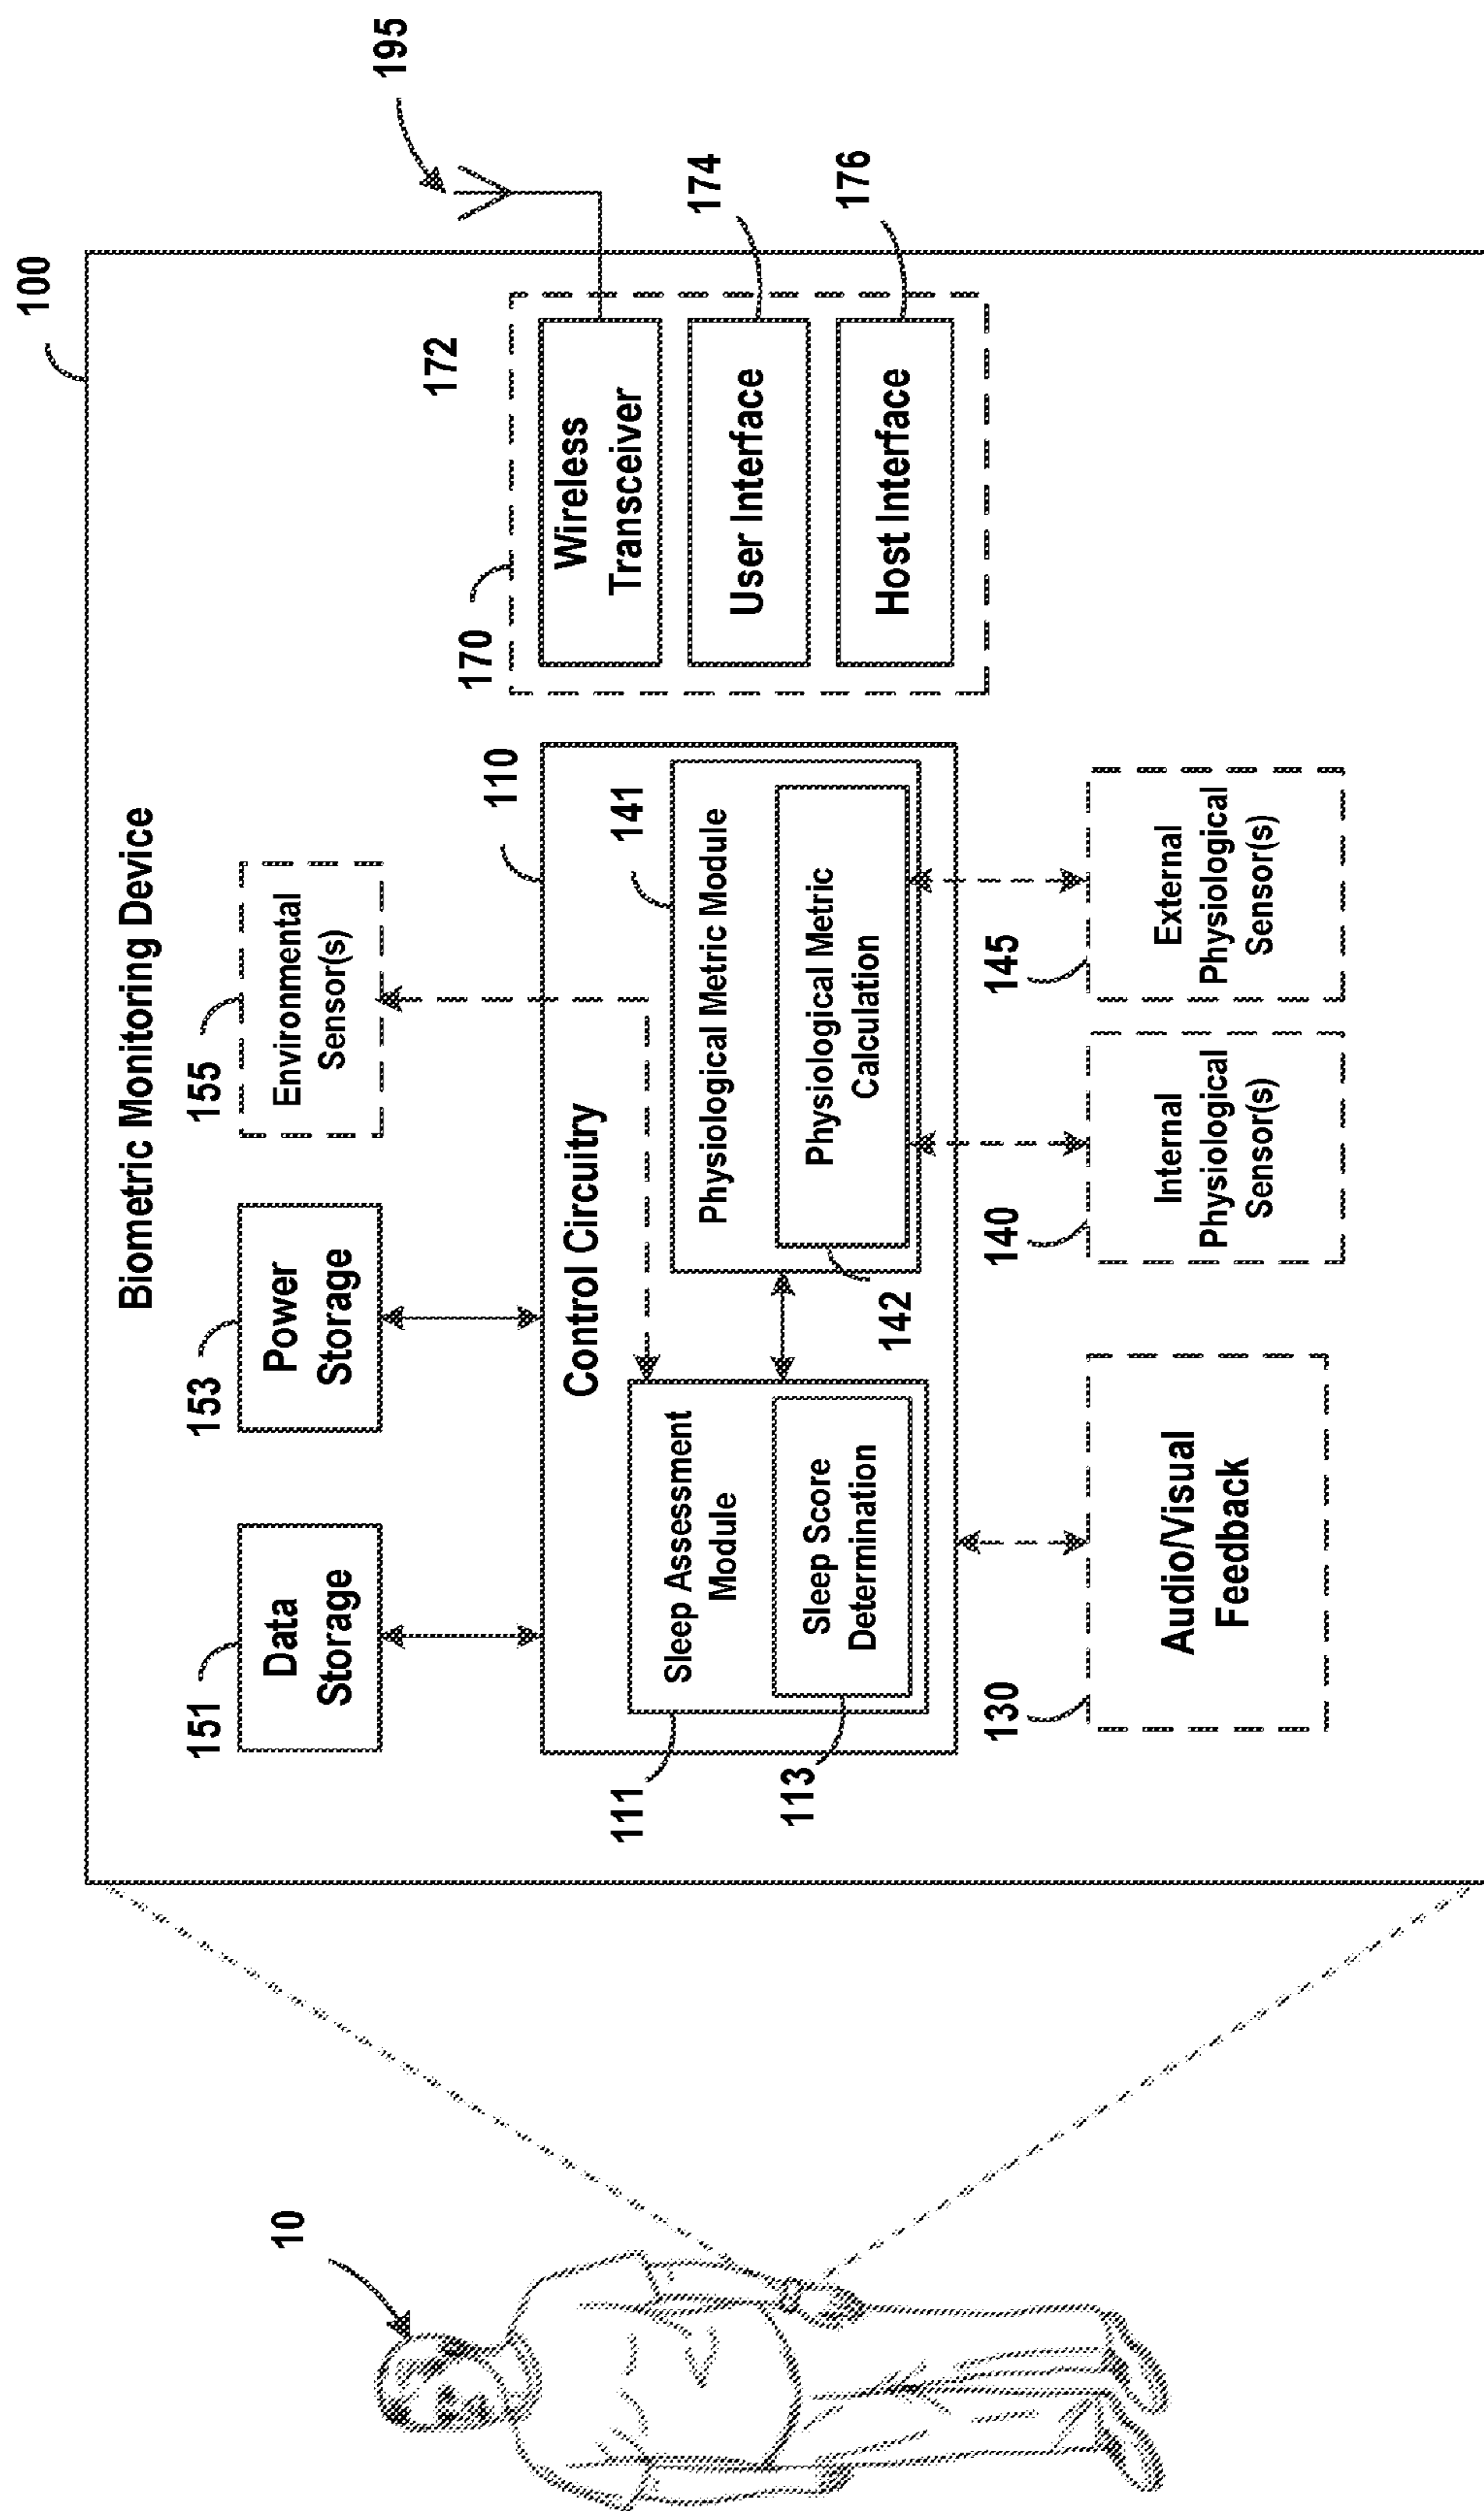 100
Biometric Monitoring Device
195
151
Data
Storage
153
Power
Storage
155
Environmental
Sensor(s)
10
110
Control Circuitry
111
Sleep Assessment
Module
113
Sleep Score
Determination
141
Physiological Metric Module
142
Physiological Metric
Calculation
170
172
Wireless
Transceiver
174
User Interface
176
Host Interface
130
Audio/Visual
Feedback
140
Internal
Physiological
Sensor(s)
145
External
Physiological
Sensor(s)